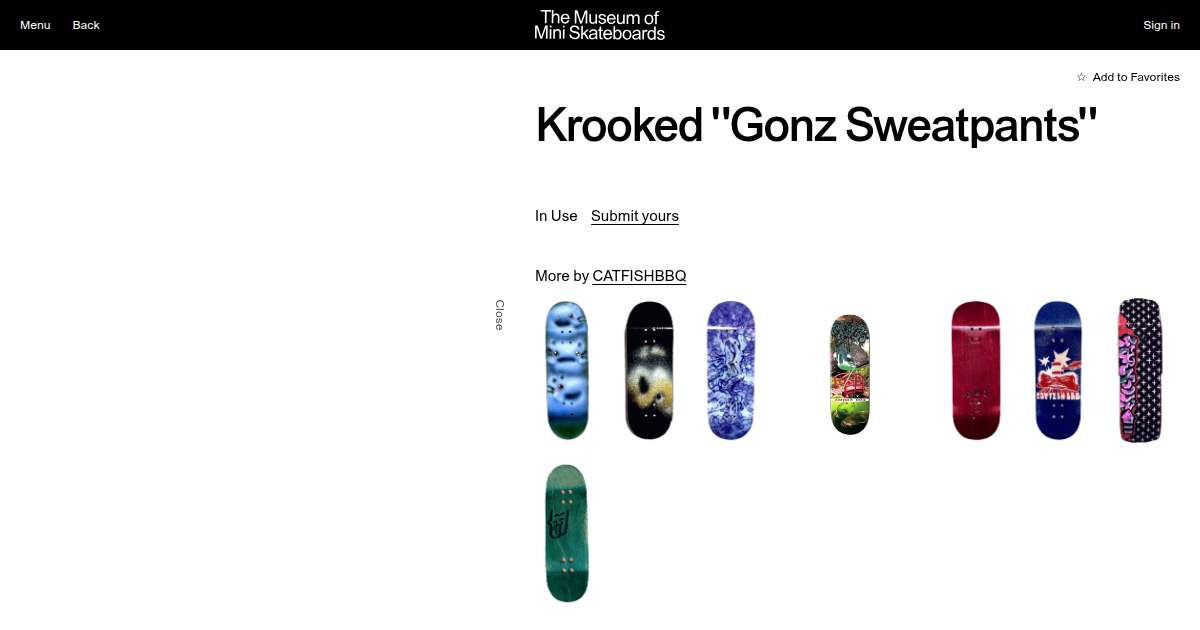 Menu
Back
The Museum of
Mini Skateboards
Sign in
☆ Add to Favorites
Krooked "Gonz Sweatpants"
In Use
Submit yours
More by CATFISHBBQ
Close